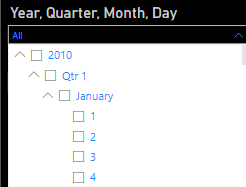 Year, Quarter, Month, Day
All
2010
Qtr 1
January
1
2
3
4